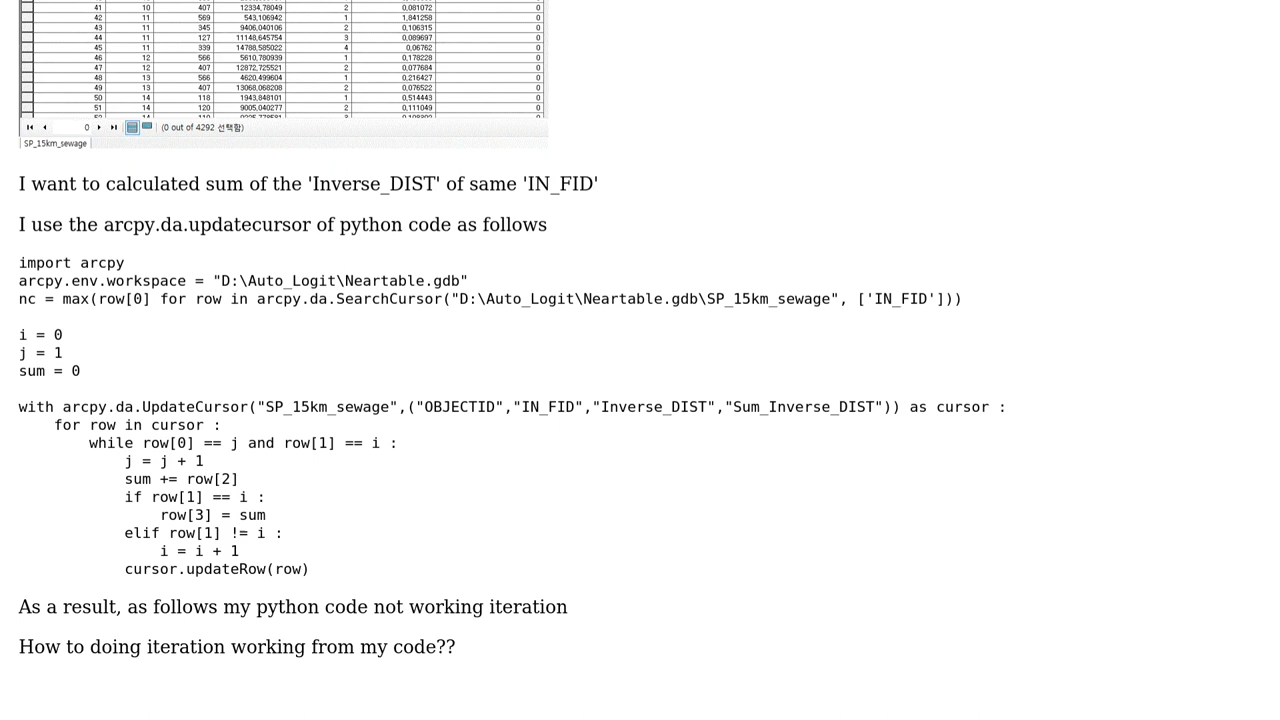 41 10 407 12334,78049 2 0,081072 0
42 11 569 543,106942 1 1,841258 0
43 11 345 9406,040106 2 0,106315 0
44 11 127 11148,645754 3 0,089697 0
45 11 339 14788,585022 4 0,06762 0
46 12 566 5610,780939 1 0,178228 0
47 12 407 12872,725521 2 0,077684 0
48 13 566 4620,499604 1 0,216427 0
49 13 407 13068,068208 2 0,076522 0
50 14 118 1943,848101 1 0,514443 0
51 14 120 9005,040277 2 0,111049 0
0 (0 out of 4292 선택함)
SP_15km_sewage
I want to calculated sum of the 'Inverse_DIST' of same 'IN_FID'
I use the arcpy.da.updatecursor of python code as follows
import arcpy
arcpy.env.workspace = "D:\Auto_Logit\Neartable.gdb"
nc = max(row[0] for row in arcpy.da.SearchCursor("D:\Auto_Logit\Neartable.gdb\SP_15km_sewage", ['IN_FID']))
i = 0
j = 1
sum = 0
with arcpy.da.UpdateCursor("SP_15km_sewage",("OBJECTID","IN_FID","Inverse_DIST","Sum_Inverse_DIST")) as cursor :
    for row in cursor :
        while row[0] == j and row[1] == i :
            j = j + 1
            sum += row[2]
            if row[1] == i :
                row[3] = sum
            elif row[1] != i :
                i = i + 1
            cursor.updateRow(row)
As a result, as follows my python code not working iteration
How to doing iteration working from my code??